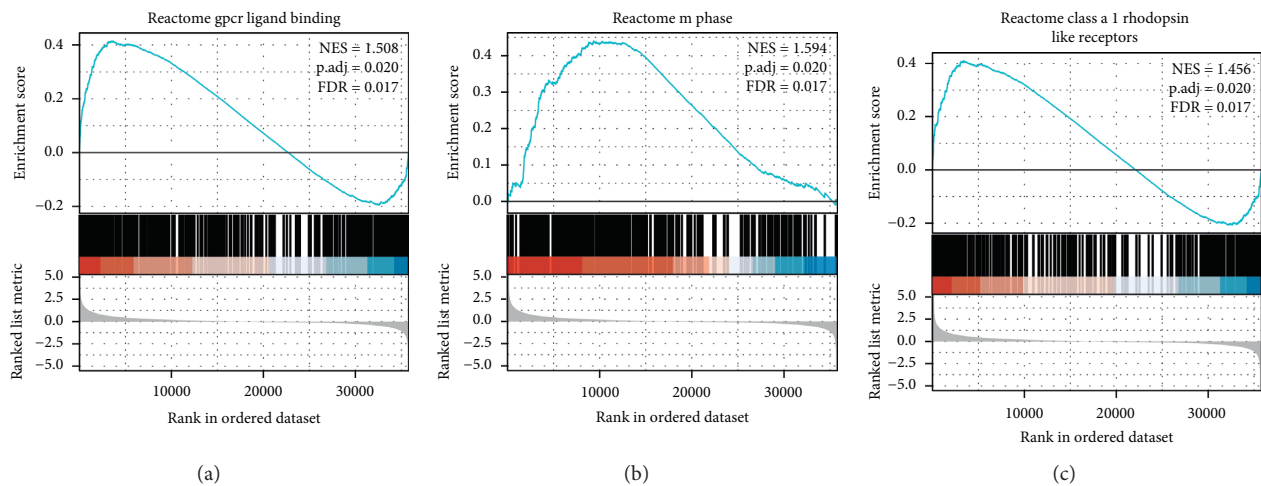 Reactome gpcr ligand binding
NES = 1.508
p.adj = 0.020
FDR = 0.017
Enrichment score
0.4
0.2
0.0
−0.2
Ranked list metric
5.0
2.5
0.0
−2.5
−5.0
10000 20000 30000
Rank in ordered dataset
(a)
Reactome m phase
NES = 1.594
p.adj = 0.020
FDR = 0.017
Enrichment score
0.4
0.3
0.2
0.1
0.0
Ranked list metric
5.0
2.5
0.0
−2.5
−5.0
10000 20000 30000
Rank in ordered dataset
(b)
Reactome class a 1 rhodopsin
like receptors
NES = 1.456
p.adj = 0.020
FDR = 0.017
Enrichment score
0.4
0.2
0.0
−0.2
Ranked list metric
5.0
2.5
0.0
−2.5
−5.0
10000 20000 30000
Rank in ordered dataset
(c)